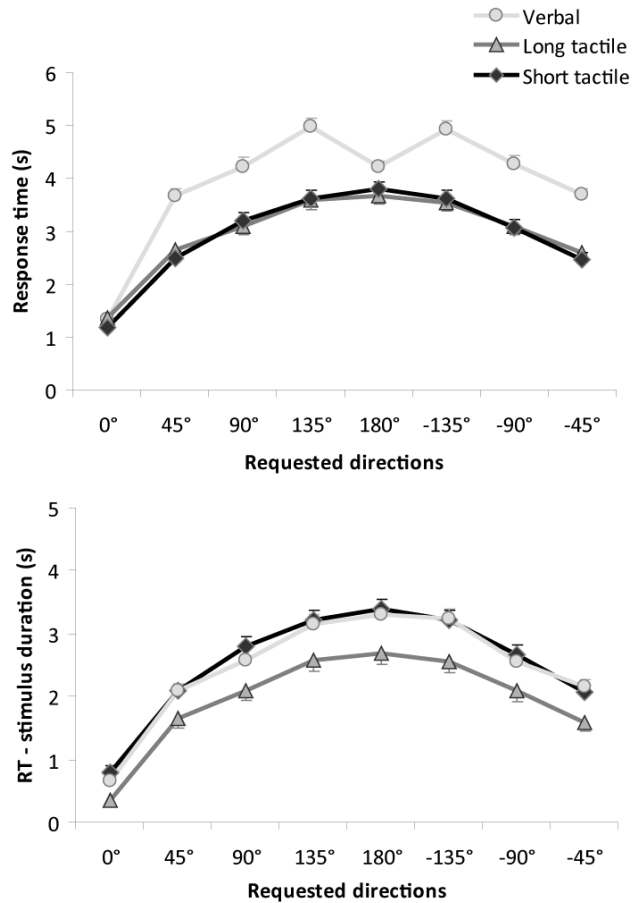 Verbal
Long tactile
Short tactile
6
5
4
3
2
1
0
Response time (s)
0° 45° 90° 135° 180° -135° -90° -45°
Requested directions
5
4
3
2
1
0
RT - stimulus duration (s)
0° 45° 90° 135° 180° -135° -90° -45°
Requested directions